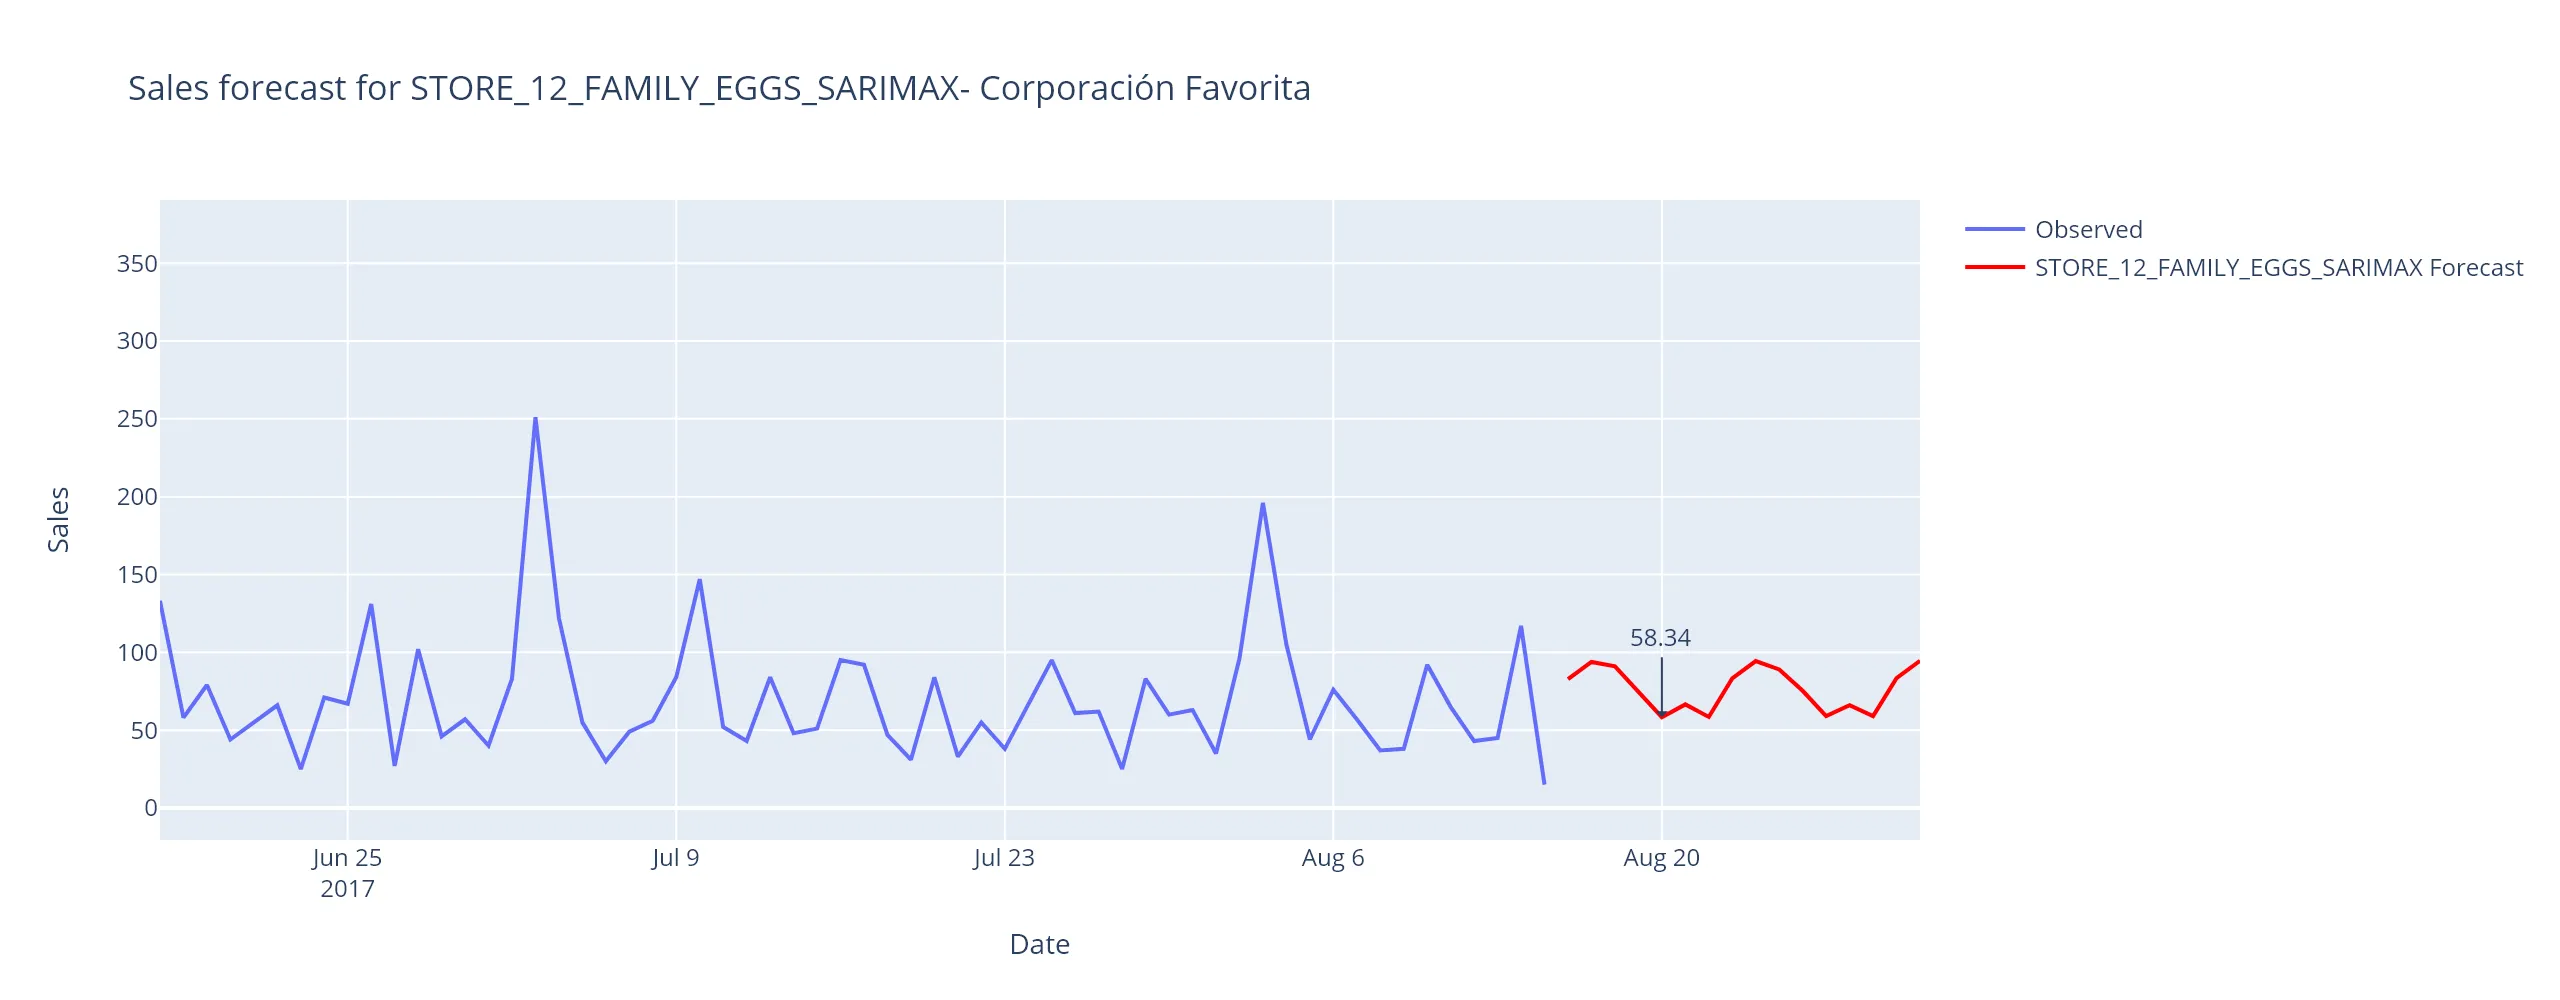 Sales forecast for STORE_12_FAMILY_EGGS_SARIMAX- Corporación Favorita
Observed
STORE_12_FAMILY_EGGS_SARIMAX Forecast
350
300
250
200
150
100
50
0
Sales
58.34
Jun 25
2017
Jul 9
Jul 23
Aug 6
Aug 20
Date